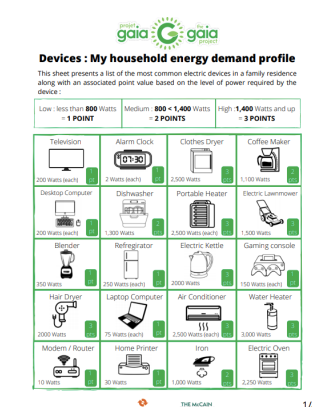 projet gaia
the gaia project
Devices : My household energy demand profile
This sheet presents a list of the most common electric devices in a family residence
along with an associated point value based on the level of power required by the
device :
Low : less than 800 Watts = 1 POINT
Medium : 800 < 1,400 Watts = 2 POINTS
High :1,400 Watts and up = 3 POINTS
Television
200 Watts (each)
1 pt
Alarm Clock
07:30
2 Watts (each)
1 pt
Clothes Dryer
2,500 Watts
3 pts
Coffee Maker
1,100 Watts
2 pts
Desktop Computer
200 Watts (each)
1 pt
Dishwasher
1,300 Watts
2 pts
Portable Heater
2,500 Watts (each)
3 pts
Electric Lawnmower
1,500 Watts
3 pts
Blender
350 Watts
1 pt
Refregirator
250 Watts (each)
1 pt
Electric Kettle
2000 Watts
3 pts
Gaming console
150 Watts (each)
1 pt
Hair Dryer
2000 Watts
3 pts
Laptop Computer
75 Watts (each)
1 pt
Air Conditioner
2,500 Watts (each)
3 pts
Water Heater
3,000 Watts
3 pts
Modem / Router
10 Watts
1 pt
Home Printer
30 Watts
1 pt
Iron
1,000 Watts
2 pts
Electric Oven
2,250 Watts
3 pts
THE McCAIN
1/